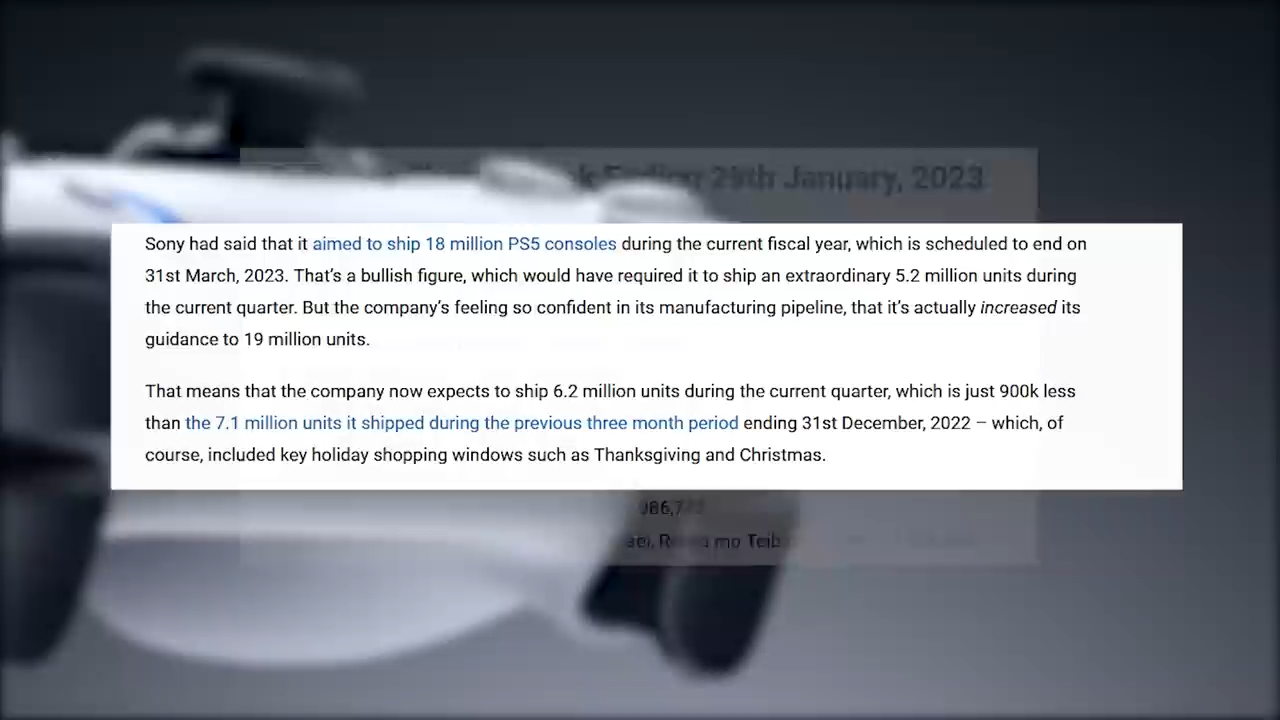 Ending 29th January, 2023
Sony had said that it aimed to ship 18 million PS5 consoles during the current fiscal year, which is scheduled to end on
31st March, 2023. That's a bullish figure, which would have required it to ship an extraordinary 5.2 million units during
the current quarter. But the company's feeling so confident in its manufacturing pipeline, that it's actually increased its
guidance to 19 million units.
That means that the company now expects to ship 6.2 million units during the current quarter, which is just 900k less
than the 7.1 million units it shipped during the previous three month period ending 31st December, 2022 – which, of
course, included key holiday shopping windows such as Thanksgiving and Christmas.